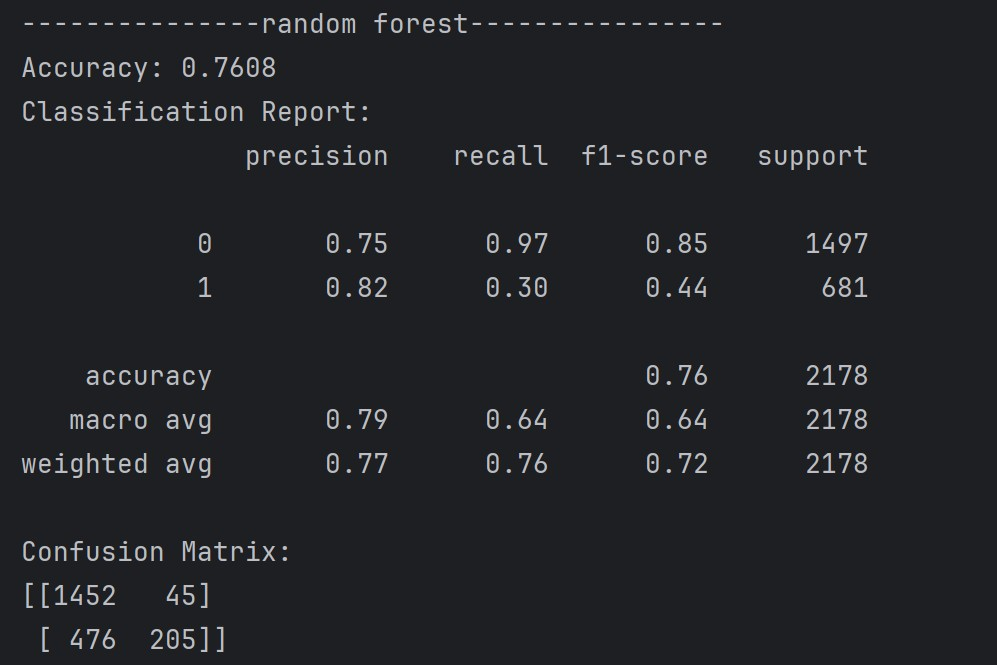 ---------------random forest----------------
Accuracy: 0.7608
Classification Report:
              precision    recall  f1-score   support

           0       0.75      0.97      0.85      1497
           1       0.82      0.30      0.44       681

    accuracy                           0.76      2178
   macro avg       0.79      0.64      0.64      2178
weighted avg       0.77      0.76      0.72      2178

Confusion Matrix:
[[1452   45]
 [ 476  205]]